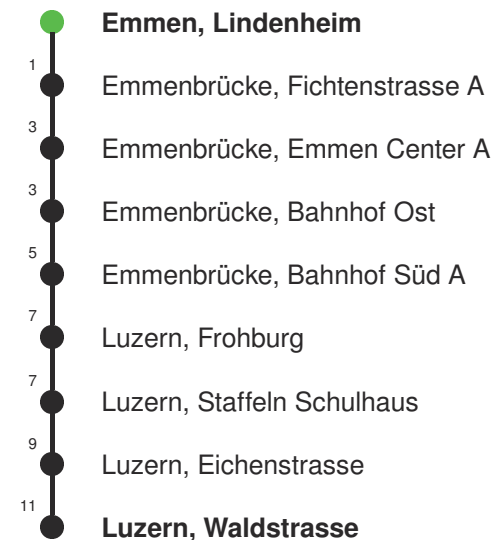 Emmen, Lindenheim
1
Emmenbrücke, Fichtenstrasse A
3
Emmenbrücke, Emmen Center A
3
Emmenbrücke, Bahnhof Ost
5
Emmenbrücke, Bahnhof Süd A
7
Luzern, Frohburg
7
Luzern, Staffeln Schulhaus
9
Luzern, Eichenstrasse
11
Luzern, Waldstrasse